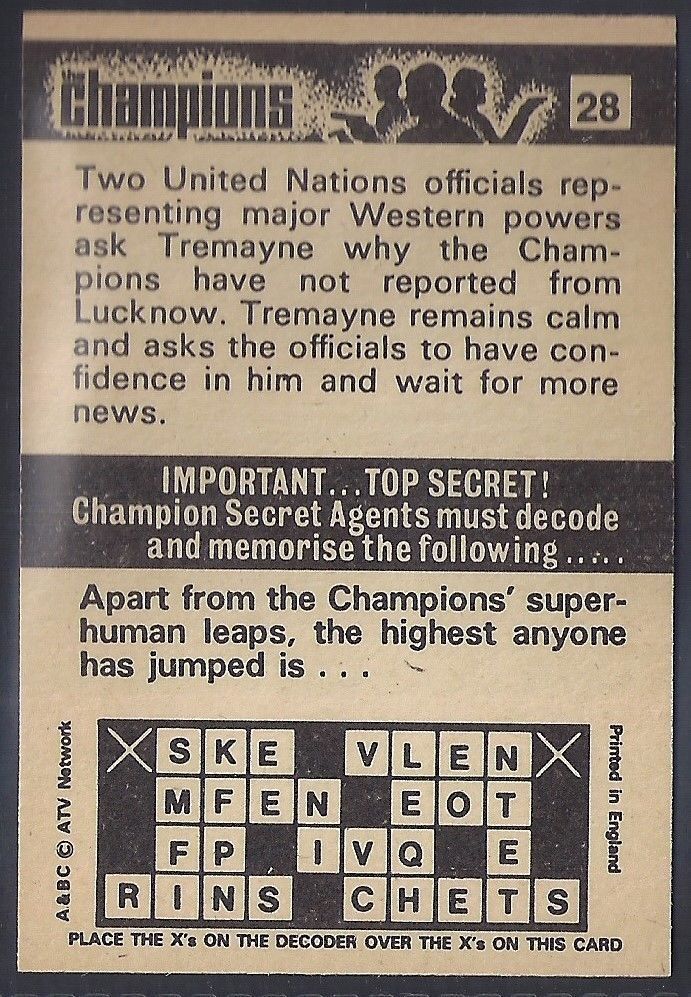 the Champions
28
Two United Nations officials rep-
resenting major Western powers
ask Tremayne why the Cham-
pions have not reported from
Lucknow. Tremayne remains calm
and asks the officials to have con-
fidence in him and wait for more
news.
IMPORTANT...TOP SECRET!
Champion Secret Agents must decode
and memorise the following .....
Apart from the Champions' super-
human leaps, the highest anyone
has jumped is ...
X S K E V L E N X
M F E N E O T
F P I V Q E
R I N S C H E T S
A & BC © ATV Network
Printed in England
PLACE THE X's ON THE DECODER OVER THE X's ON THIS CARD